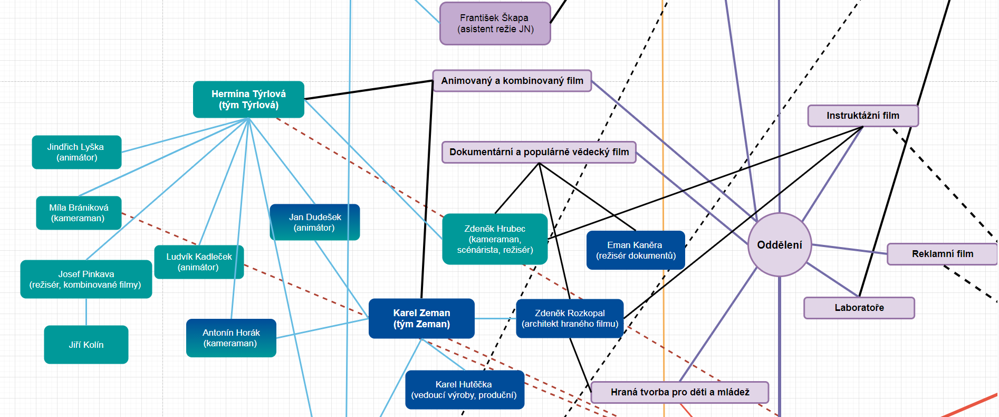 František Škapa
(asistent režie JN)
Animovaný a kombinovaný film
Hermína Týrlová
(tým Týrlová)
Instruktážní film
Jindřich Lyška
(animátor)
Dokumentární a populárně vědecký film
Míla Brániková
(kameraman)
Jan Dudešek
(animátor)
Zdeněk Hrubec
(kameraman,
scénárista, režisér)
Eman Kaněra
(režisér dokumentů)
Oddělení
Reklamní film
Ludvík Kadleček
(animátor)
Josef Pinkava
(režisér, kombinované filmy)
Laboratoře
Karel Zeman
(tým Zeman)
Zdeněk Rozkopal
(architekt hraného filmu)
Antonín Horák
(kameraman)
Jiří Kolín
Karel Hutěčka
(vedoucí výroby, produční)
Hraná tvorba pro děti a mládež